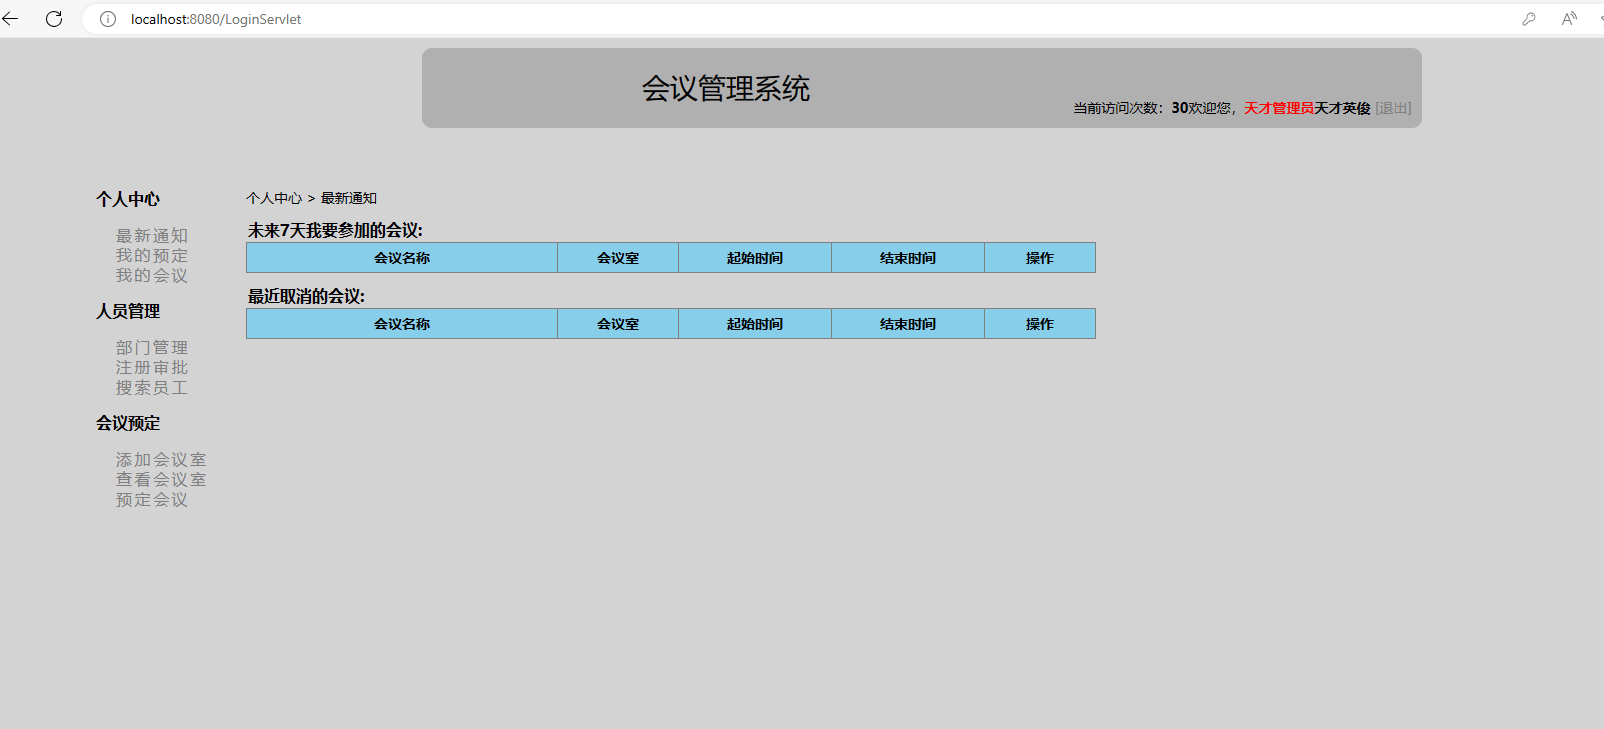 localhost:8080/LoginServlet
会议管理系统
当前访问次数：30欢迎您，天才管理员天才英俊 [退出]
个人中心
最新通知
我的预定
我的会议
人员管理
部门管理
注册审批
搜索员工
会议预定
添加会议室
查看会议室
预定会议
个人中心 > 最新通知
未来7天我要参加的会议:
会议名称 会议室 起始时间 结束时间 操作
最近取消的会议:
会议名称 会议室 起始时间 结束时间 操作